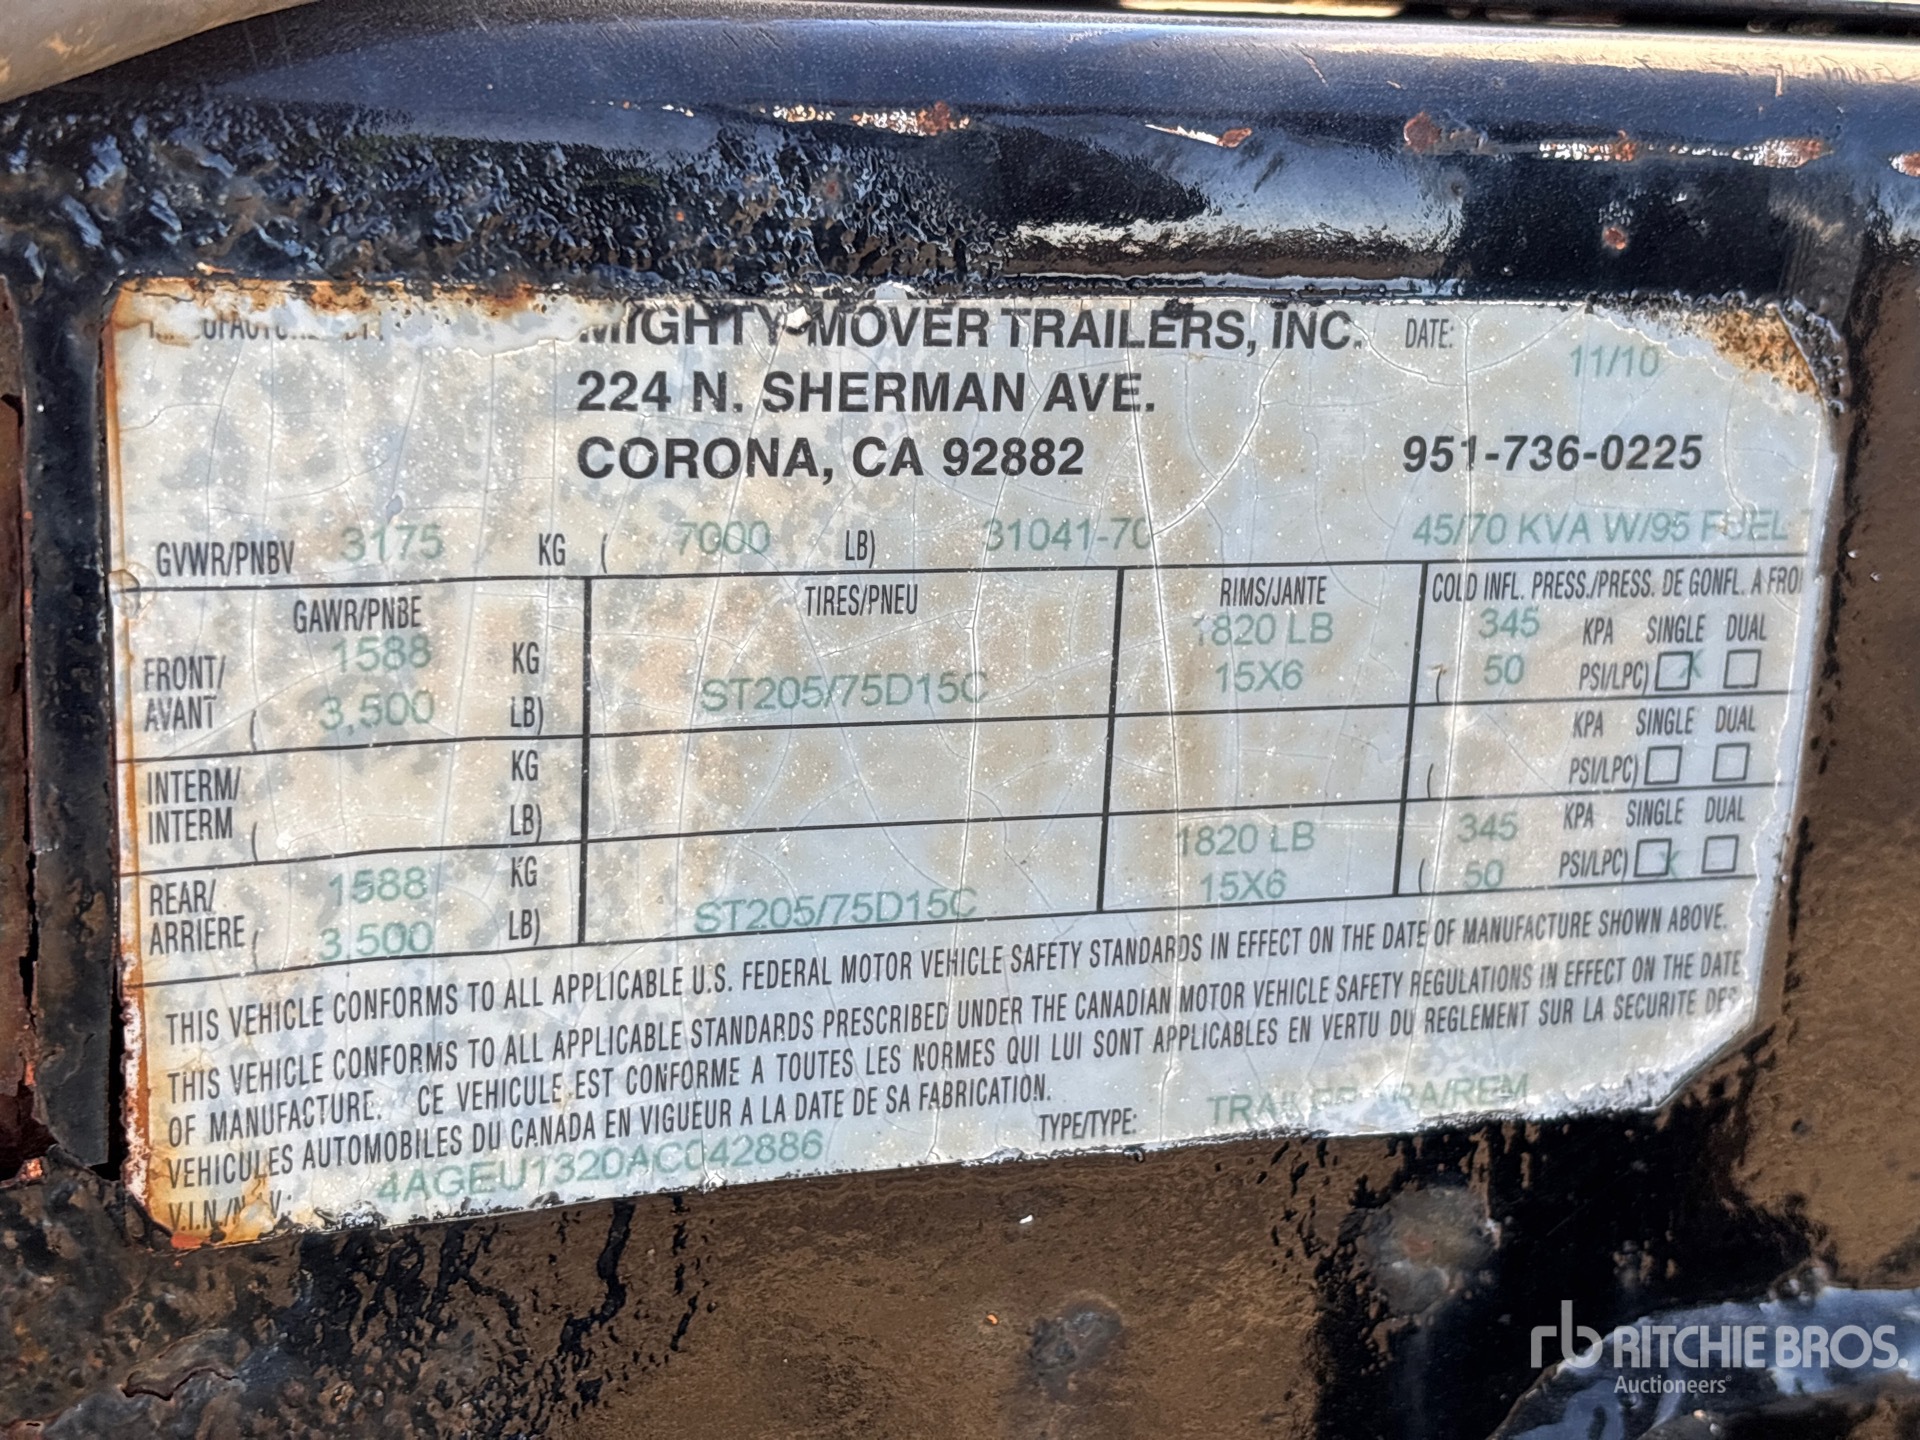 MIGHTY MOVER TRAILERS, INC. DATE: 11/10
224 N. SHERMAN AVE.
CORONA, CA 92882 951-736-0225
GVWR/PNBV 3175 KG ( 7000 LB) 31041-70 45/70 KVA W/95 FUEL
GAWR/PNBE TIRES/PNEU RIMS/JANTE COLD INFL. PRESS./PRESS. DE GONFL. A FROI
FRONT/ 1588 KG 1820 LB 345 KPA SINGLE DUAL
AVANT ( 3,500 LB) ST205/75D15C 15X6 ( 50 PSI/LPC) X
INTERM/ KG KPA SINGLE DUAL
INTERM ( LB) ( PSI/LPC)
REAR/ 1588 KG 1820 LB 345 KPA SINGLE DUAL
ARRIERE ( 3,500 LB) ST205/75D15C 15X6 ( 50 PSI/LPC) X
THIS VEHICLE CONFORMS TO ALL APPLICABLE U.S. FEDERAL MOTOR VEHICLE SAFETY STANDARDS IN EFFECT ON THE DATE OF MANUFACTURE SHOWN ABOVE.
THIS VEHICLE CONFORMS TO ALL APPLICABLE STANDARDS PRESCRIBED UNDER THE CANADIAN MOTOR VEHICLE SAFETY REGULATIONS IN EFFECT ON THE DATE
OF MANUFACTURE. CE VEHICULE EST CONFORME A TOUTES LES NORMES QUI LUI SONT APPLICABLES EN VERTU DU REGLEMENT SUR LA SECURITE DES
VEHICULES AUTOMOBILES DU CANADA EN VIGUEUR A LA DATE DE SA FABRICATION. TYPE/TYPE: TRA/REM
V.I.N./ 4AGEU1320AC042886
rb RITCHIE BROS.
Auctioneers